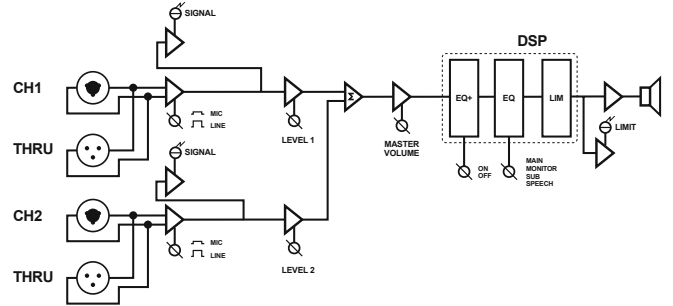 SIGNAL
DSP
CH1
Σ
EQ+
EQ
LIM
MIC
LINE
LEVEL 1
MASTER
VOLUME
LIMIT
THRU
SIGNAL
ON
OFF
MAIN
MONITOR
SUB
SPEECH
CH2
MIC
LINE
LEVEL 2
THRU